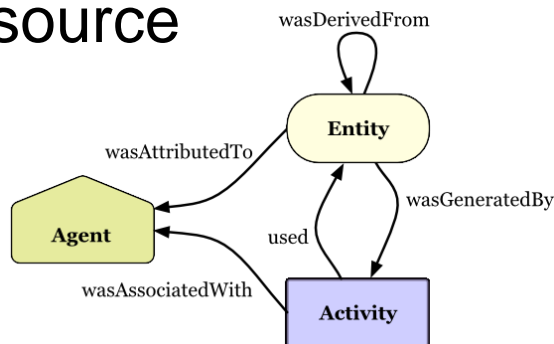 source
wasDerivedFrom
Entity
wasAttributedTo
wasGeneratedBy
Agent
used
wasAssociatedWith
Activity